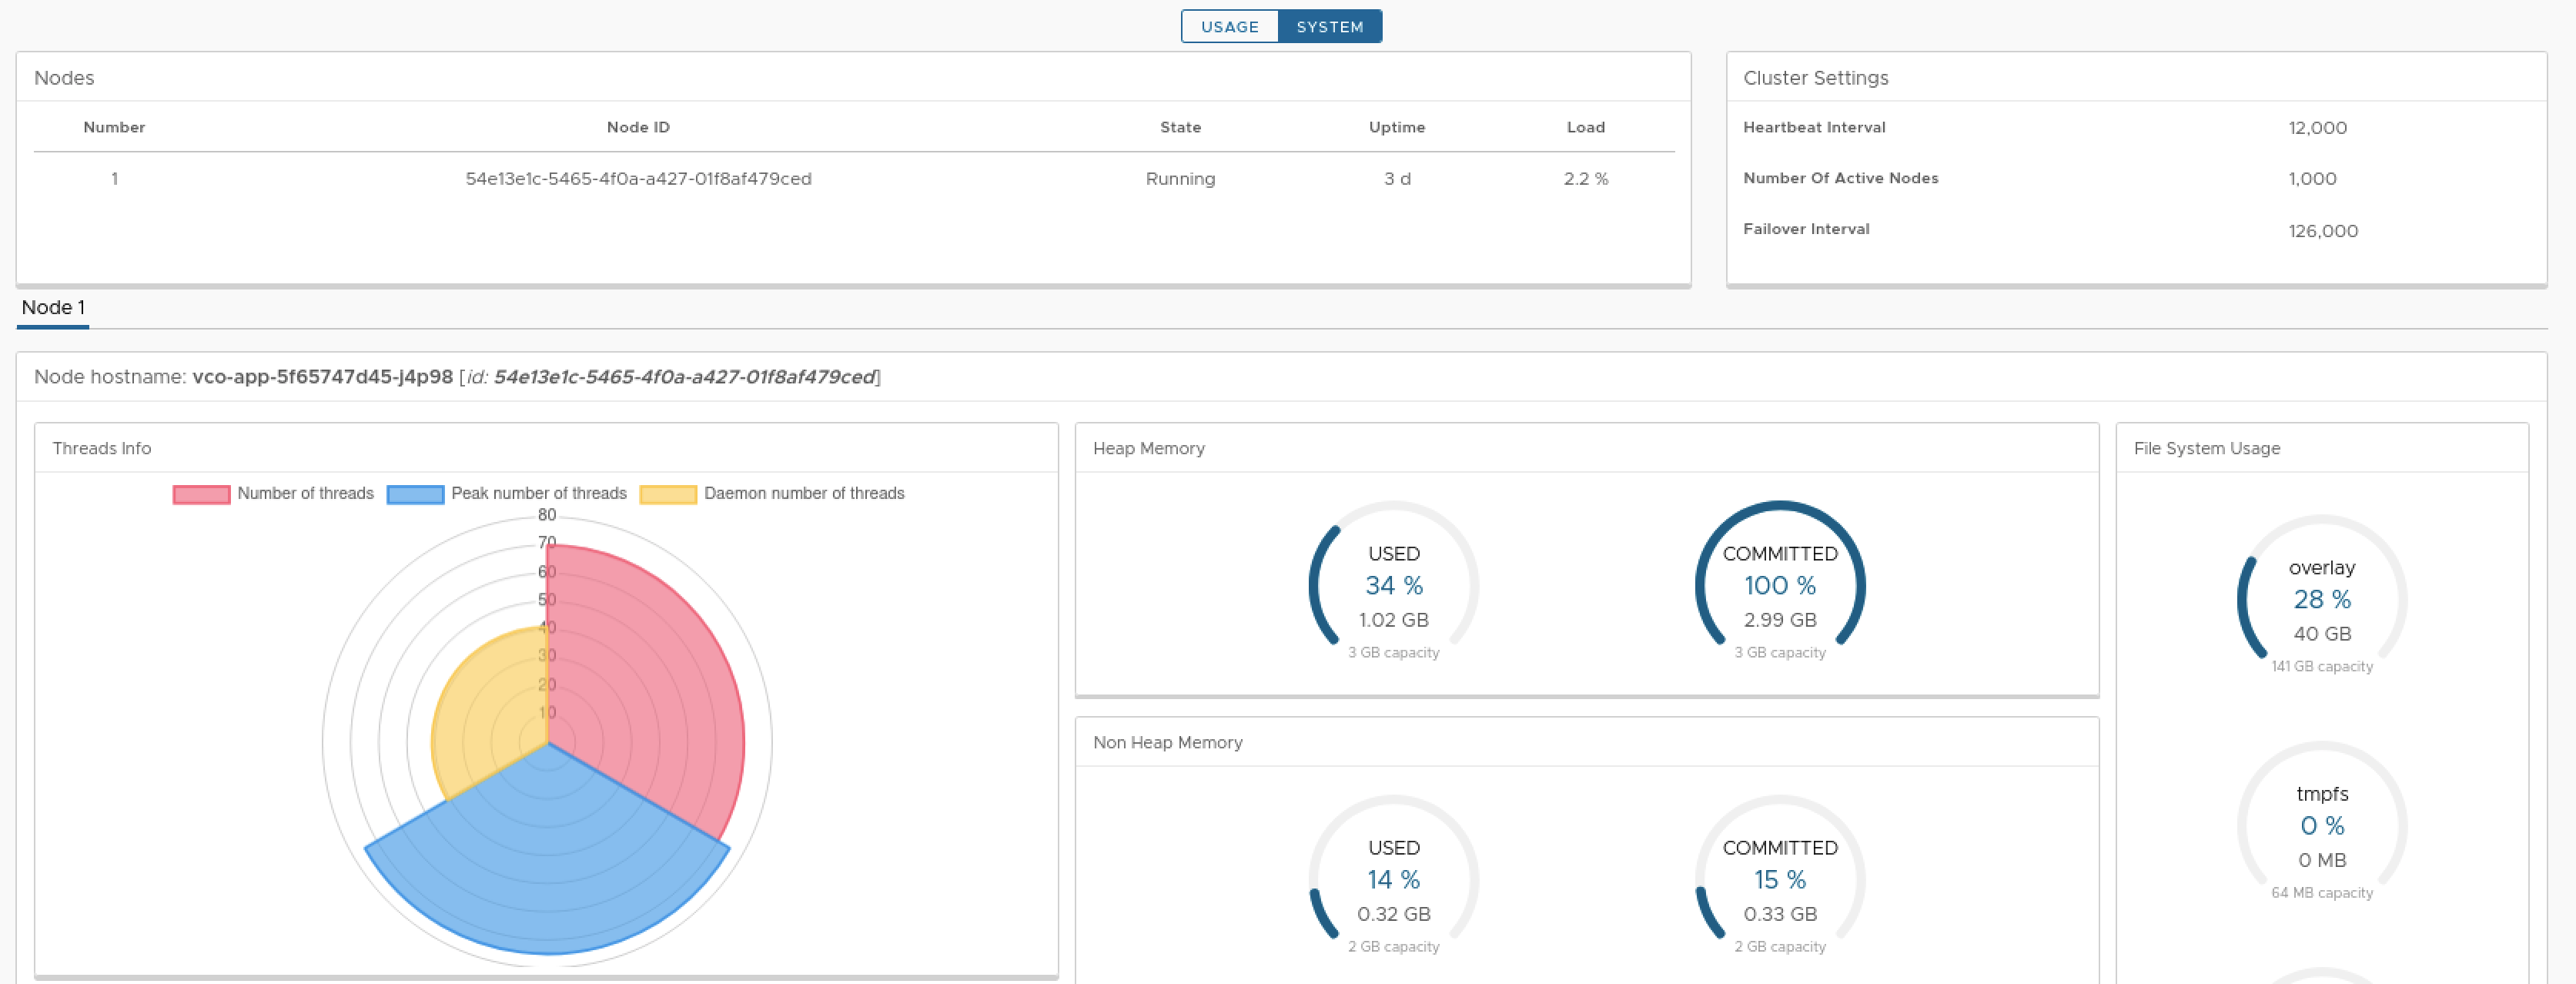 USAGE SYSTEM
Nodes
Number Node ID State Uptime Load
1 54e13e1c-5465-4f0a-a427-01f8af479ced Running 3 d 2.2 %
Cluster Settings
Heartbeat Interval 12,000
Number Of Active Nodes 1,000
Failover Interval 126,000
Node 1
Node hostname: vco-app-5f65747d45-j4p98 [id: 54e13e1c-5465-4f0a-a427-01f8af479ced]
Threads Info
Number of threads Peak number of threads Daemon number of threads
80
70
60
50
40
30
20
10
Heap Memory
USED
34 %
1.02 GB
3 GB capacity
COMMITTED
100 %
2.99 GB
3 GB capacity
Non Heap Memory
USED
14 %
0.32 GB
2 GB capacity
COMMITTED
15 %
0.33 GB
2 GB capacity
File System Usage
overlay
28 %
40 GB
141 GB capacity
tmpfs
0 %
0 MB
64 MB capacity